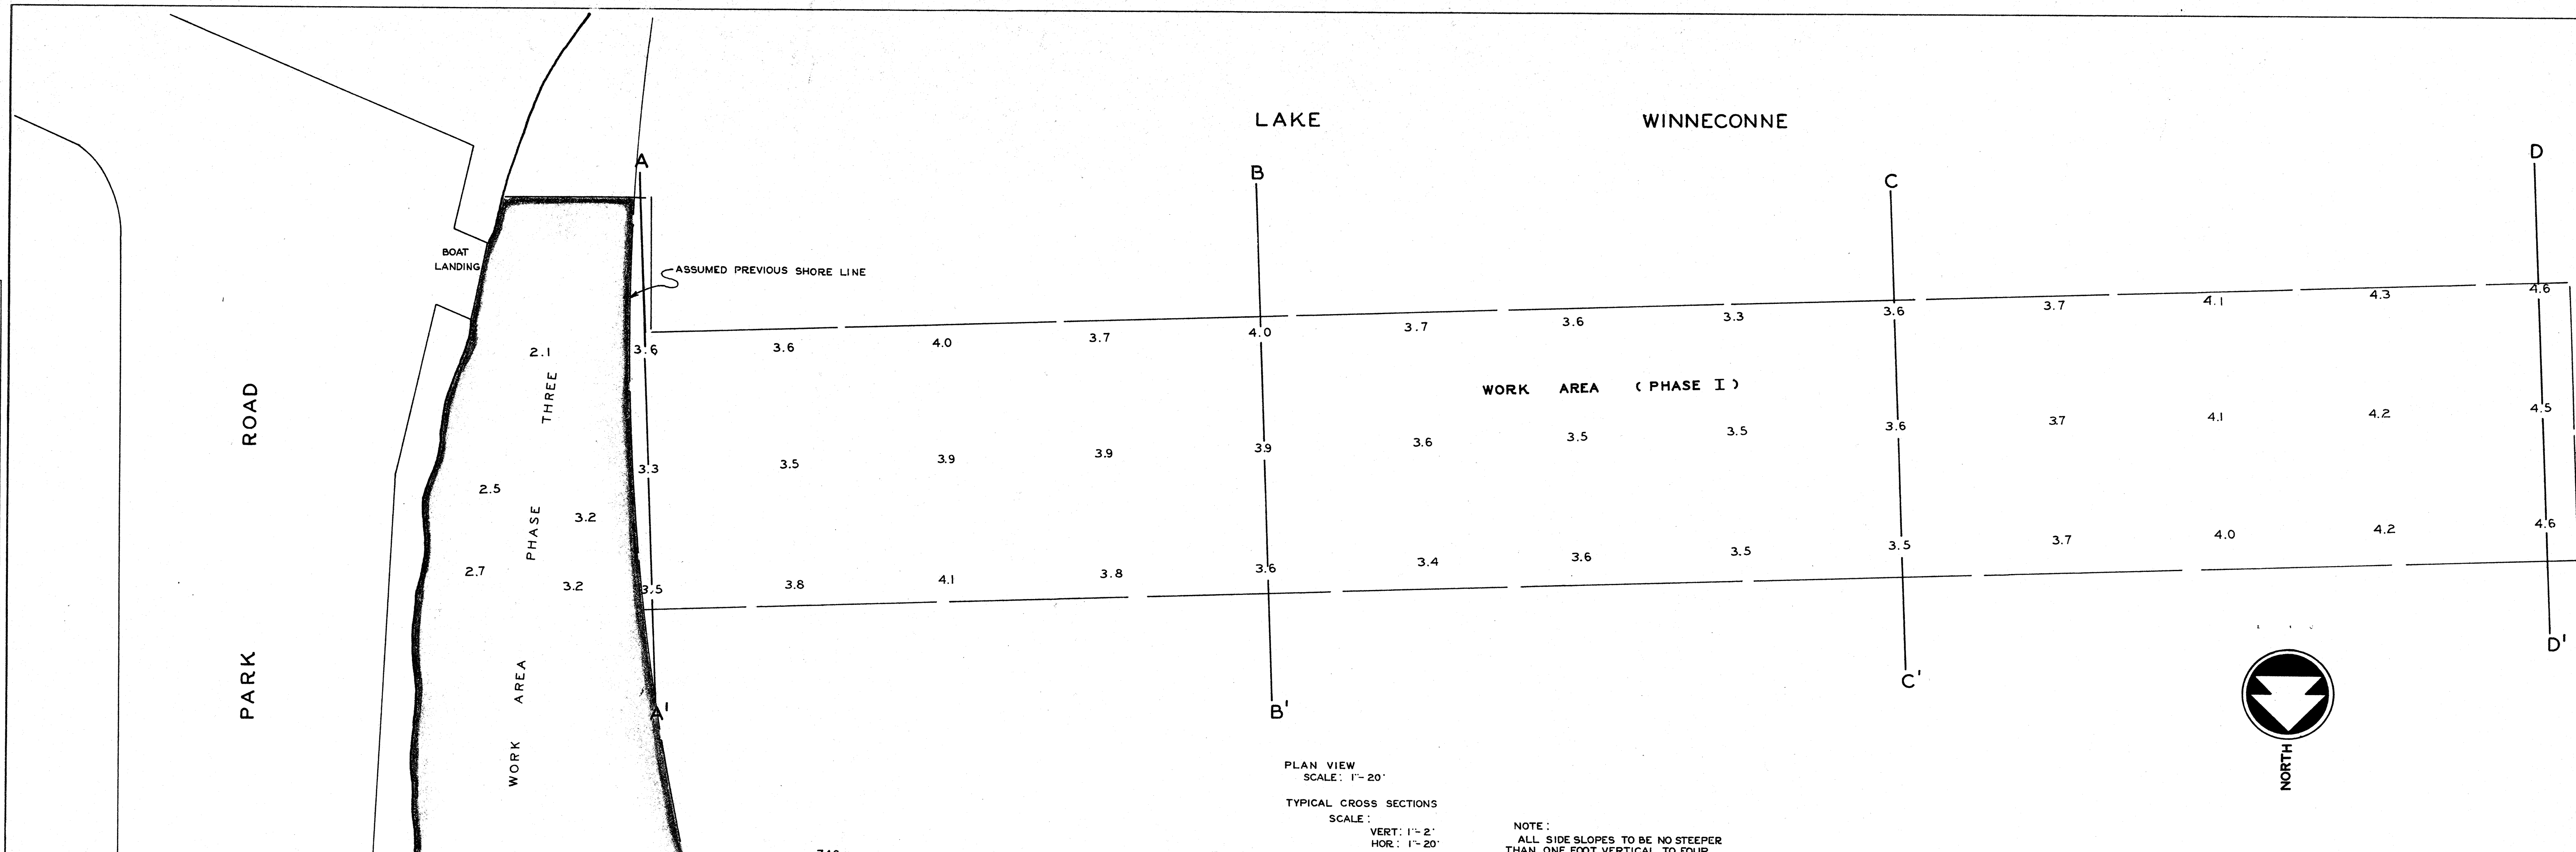 LAKE WINNECONNE
A
B
C
D
BOAT
LANDING
ASSUMED PREVIOUS SHORE LINE
4.6
4.3
4.1
3.7
3.6
3.3
3.6
3.7
4.0
3.7
4.0
3.6
3.6
2.1
WORK AREA (PHASE I)
PARK ROAD
WORK AREA PHASE THREE
3.3
3.5
3.9
3.9
3.9
3.6
3.5
3.5
3.6
3.7
4.1
4.2
4.5
2.5
3.2
2.7
3.2
3.5
3.8
4.1
3.8
3.6
3.4
3.6
3.5
3.5
3.7
4.0
4.2
4.6
A'
B'
C'
D'
NORTH
PLAN VIEW
SCALE: 1"- 20'
TYPICAL CROSS SECTIONS
SCALE:
VERT: 1"- 2'
HOR.: 1"- 20'
NOTE:
ALL SIDE SLOPES TO BE NO STEEPER
THAN ONE FOOT VERTICAL TO FOUR